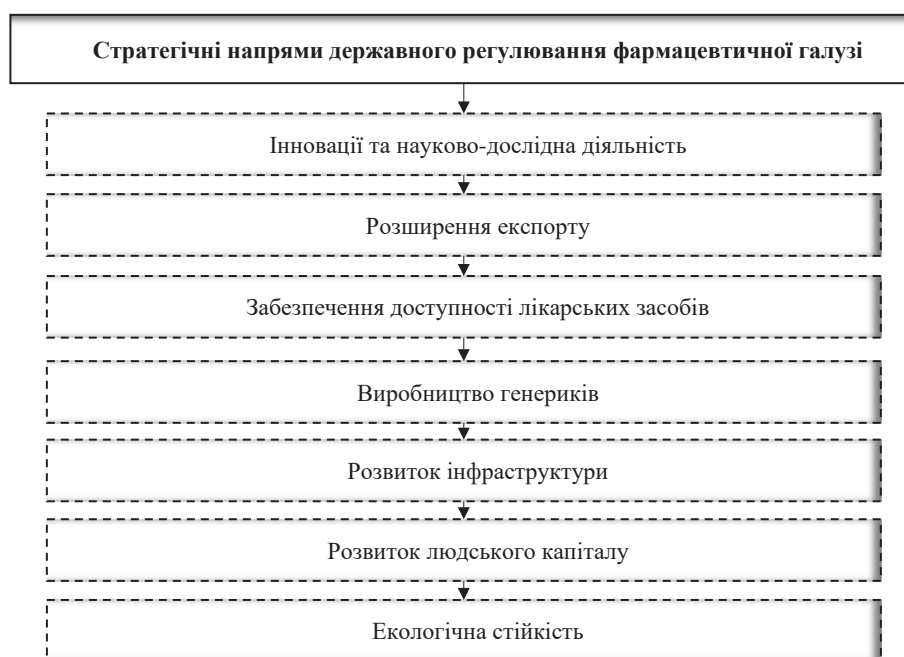 Стратегічні напрями державного регулювання фармацевтичної галузі
Інновації та науково-дослідна діяльність
Розширення експорту
Забезпечення доступності лікарських засобів
Виробництво генериків
Розвиток інфраструктури
Розвиток людського капіталу
Екологічна стійкість